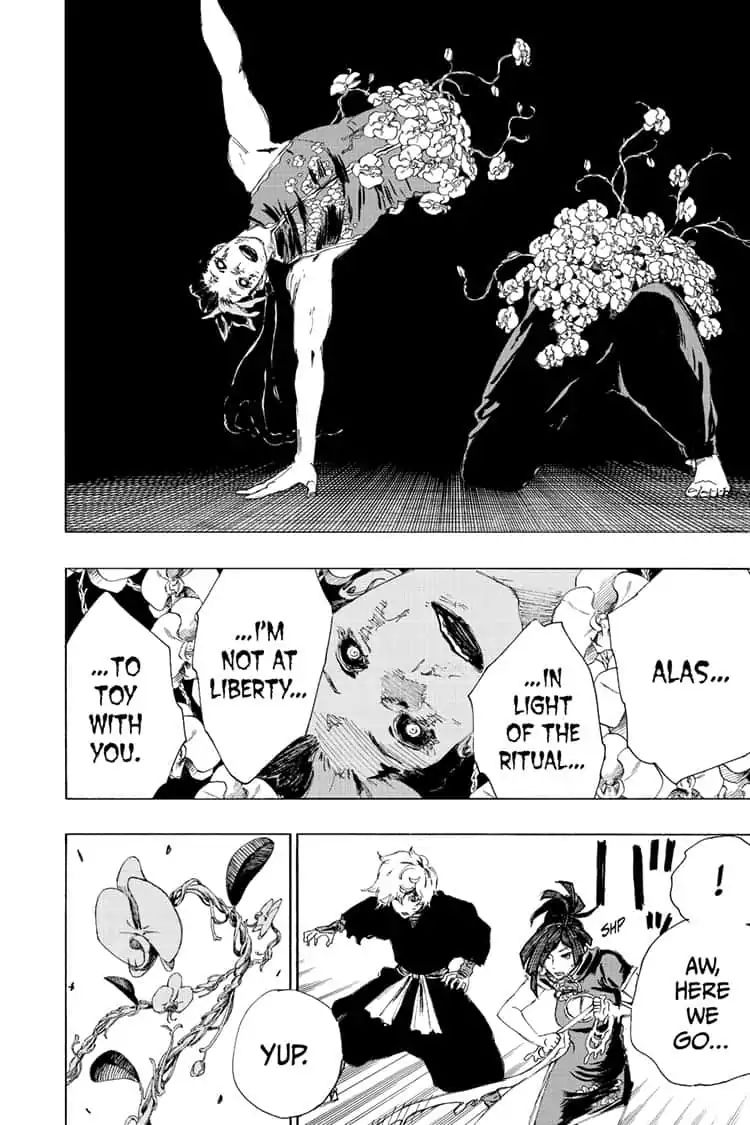 ALAS...
...IN
LIGHT
OF THE
RITUAL...
...I'M
NOT AT
LIBERTY...
...TO
TOY
WITH
YOU.
!
AW,
HERE
WE
GO...
SHP
YUP.